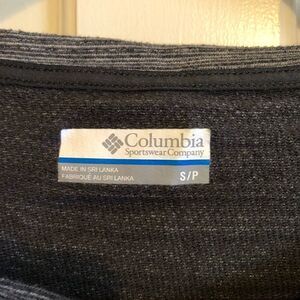 Columbia
Sportswear Company
MADE IN SRI LANKA
FABRIQUÉ AU SRI LANKA
S/P